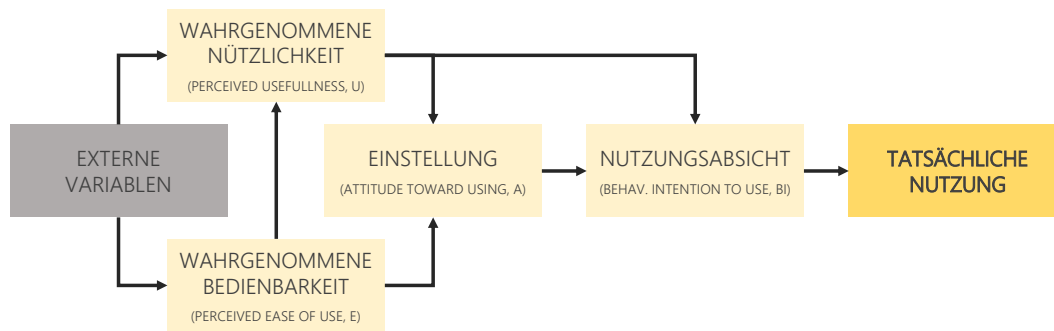 WAHRGENOMMENE
NÜTZLICHKEIT
(PERCEIVED USEFULLNESS, U)
EXTERNE
VARIABLEN
EINSTELLUNG
(ATTITUDE TOWARD USING, A)
NUTZUNGSABSICHT
(BEHAV. INTENTION TO USE, BI)
TATSÄCHLICHE
NUTZUNG
WAHRGENOMMENE
BEDIENBARKEIT
(PERCEIVED EASE OF USE, E)